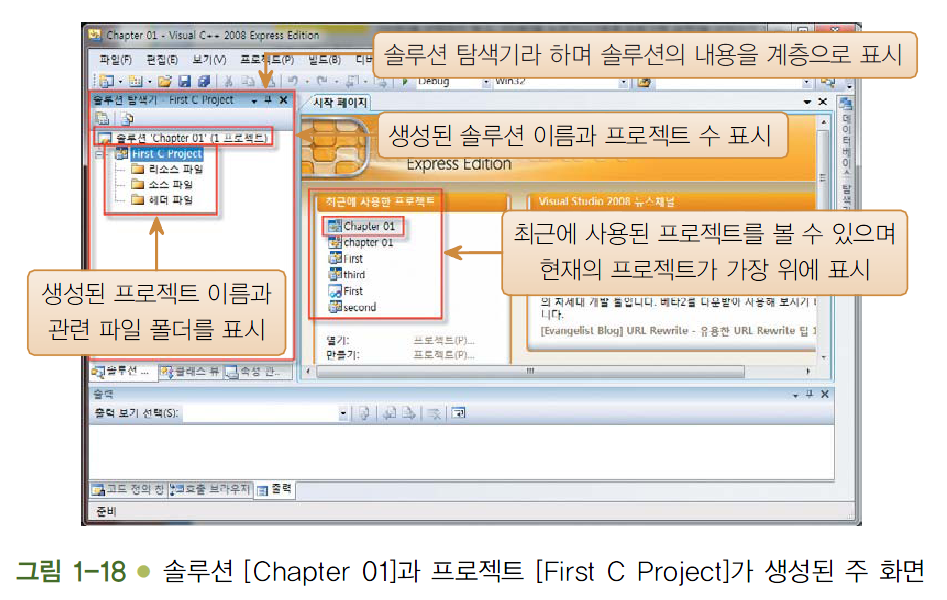 Chapter 01 - Visual C++ 2008 Express Edition
파일(F) 편집(E) 보기(V) 프로젝트(P) 빌드(B) 디버
솔루션 탐색기라 하며 솔루션의 내용을 계층으로 표시
Debug Win32
솔루션 탐색기 - First C Project
시작 페이지
솔루션 'Chapter 01' (1 프로젝트)
생성된 솔루션 이름과 프로젝트 수 표시
First C Project
리소스 파일
소스 파일
헤더 파일
Express Edition
데이터베이스 탐색
최근에 사용한 프로젝트
Chapter 01
chapter 01
First
third
First
second
Visual Studio 2008 뉴스채널
최근에 사용된 프로젝트를 볼 수 있으며
현재의 프로젝트가 가장 위에 표시
생성된 프로젝트 이름과
관련 파일 폴더를 표시
의 차세대 개발 툴입니다. 베타2를 다운받아 사용해 보시기
니다.
[Evangelist Blog] URL Rewrite - 유용한 URL Rewrite 팁
열기: 프로젝트(P)...
만들기: 프로젝트(P)...
솔루션 ... 클래스 뷰 속성 관...
출력
출력 보기 선택(S):
코드 정의 창 호출 브라우저 출력
준비
그림 1-18 ● 솔루션 [Chapter 01]과 프로젝트 [First C Project]가 생성된 주 화면